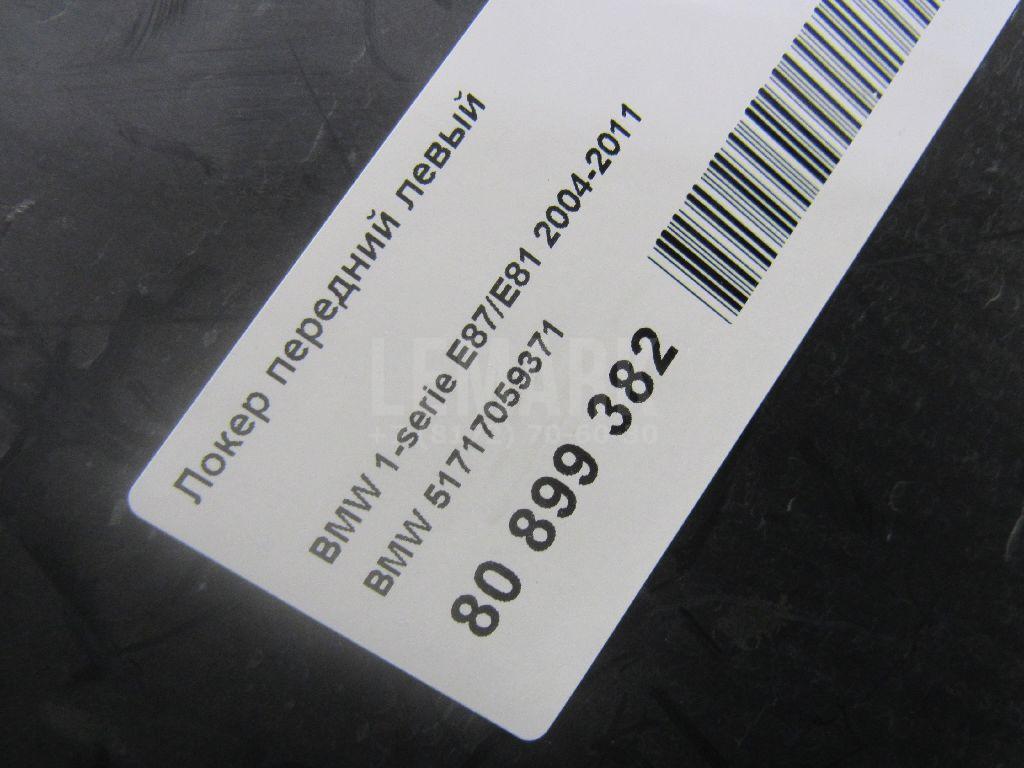 Локер передний левый
BMW 1-serie E87/E81 2004-2011
BMW 51717059371
80 899 382